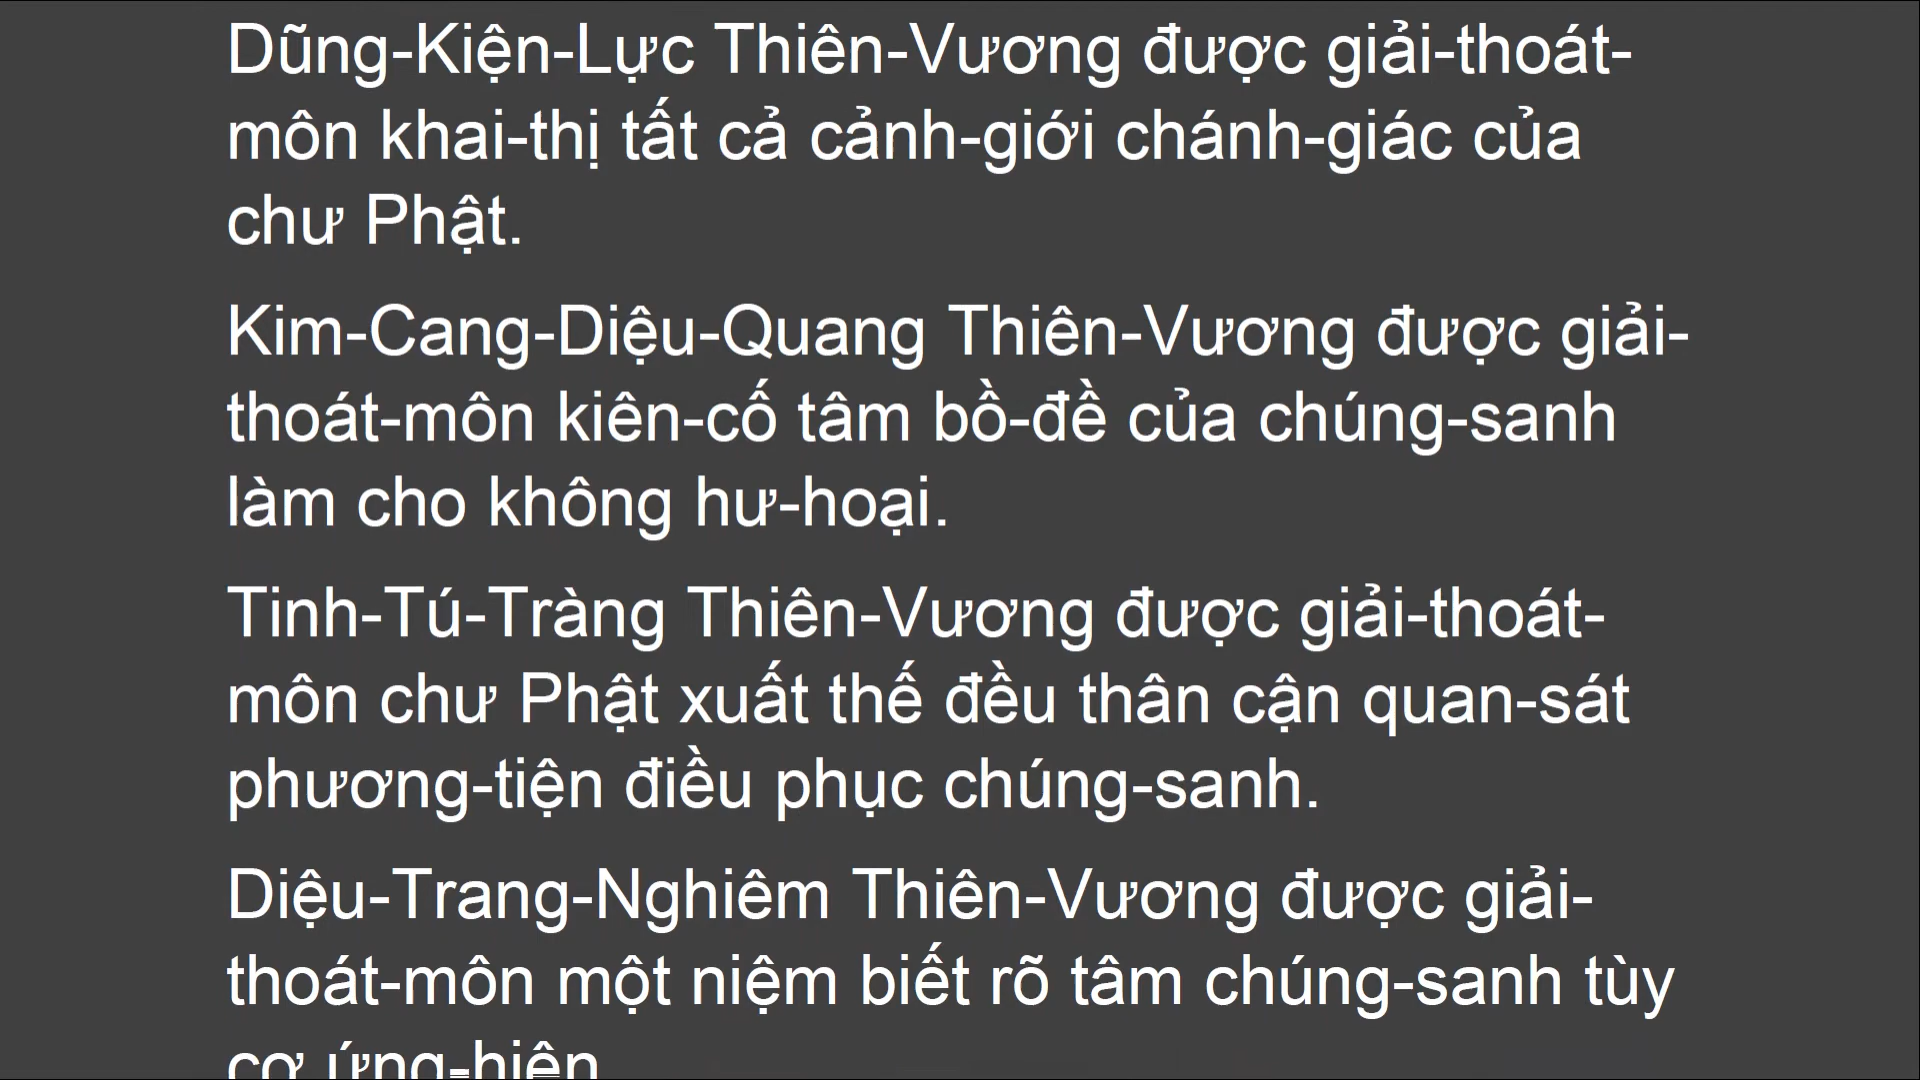 Dũng-Kiện-Lực Thiên-Vương được giải-thoát-
môn khai-thị tất cả cảnh-giới chánh-giác của
chư Phật.
Kim-Cang-Diệu-Quang Thiên-Vương được giải-
thoát-môn kiên-cố tâm bồ-đề của chúng-sanh
làm cho không hư-hoại.
Tinh-Tú-Tràng Thiên-Vương được giải-thoát-
môn chư Phật xuất thế đều thân cận quan-sát
phương-tiện điều phục chúng-sanh.
Diệu-Trang-Nghiêm Thiên-Vương được giải-
thoát-môn một niệm biết rõ tâm chúng-sanh tùy
cơ ứng-hiện